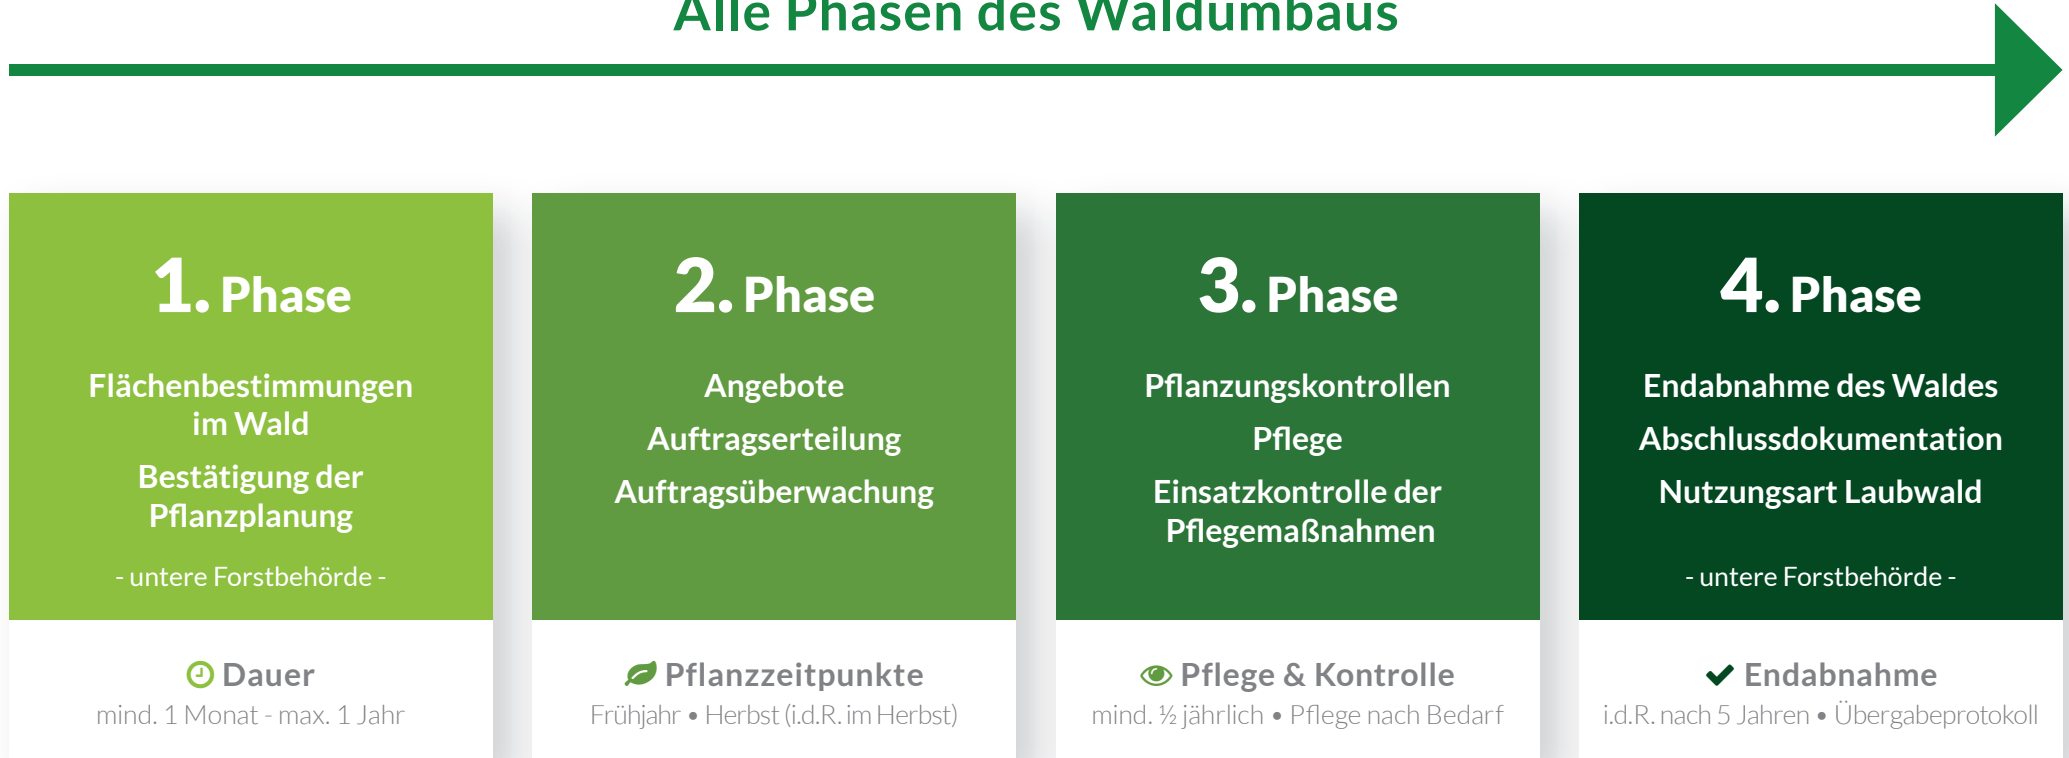 Alle Phasen des Waldumbaus
1. Phase
Flächenbestimmungen
im Wald
Bestätigung der
Pflanzplanung
- untere Forstbehörde -
Dauer
mind. 1 Monat - max. 1 Jahr
2. Phase
Angebote
Auftragserteilung
Auftragsüberwachung
Pflanzzeitpunkte
Frühjahr • Herbst (i.d.R. im Herbst)
3. Phase
Pflanzungskontrollen
Pflege
Einsatzkontrolle der
Pflegemaßnahmen
Pflege & Kontrolle
mind. ½ jährlich • Pflege nach Bedarf
4. Phase
Endabnahme des Waldes
Abschlussdokumentation
Nutzungsart Laubwald
- untere Forstbehörde -
Endabnahme
i.d.R. nach 5 Jahren • Übergabeprotokoll